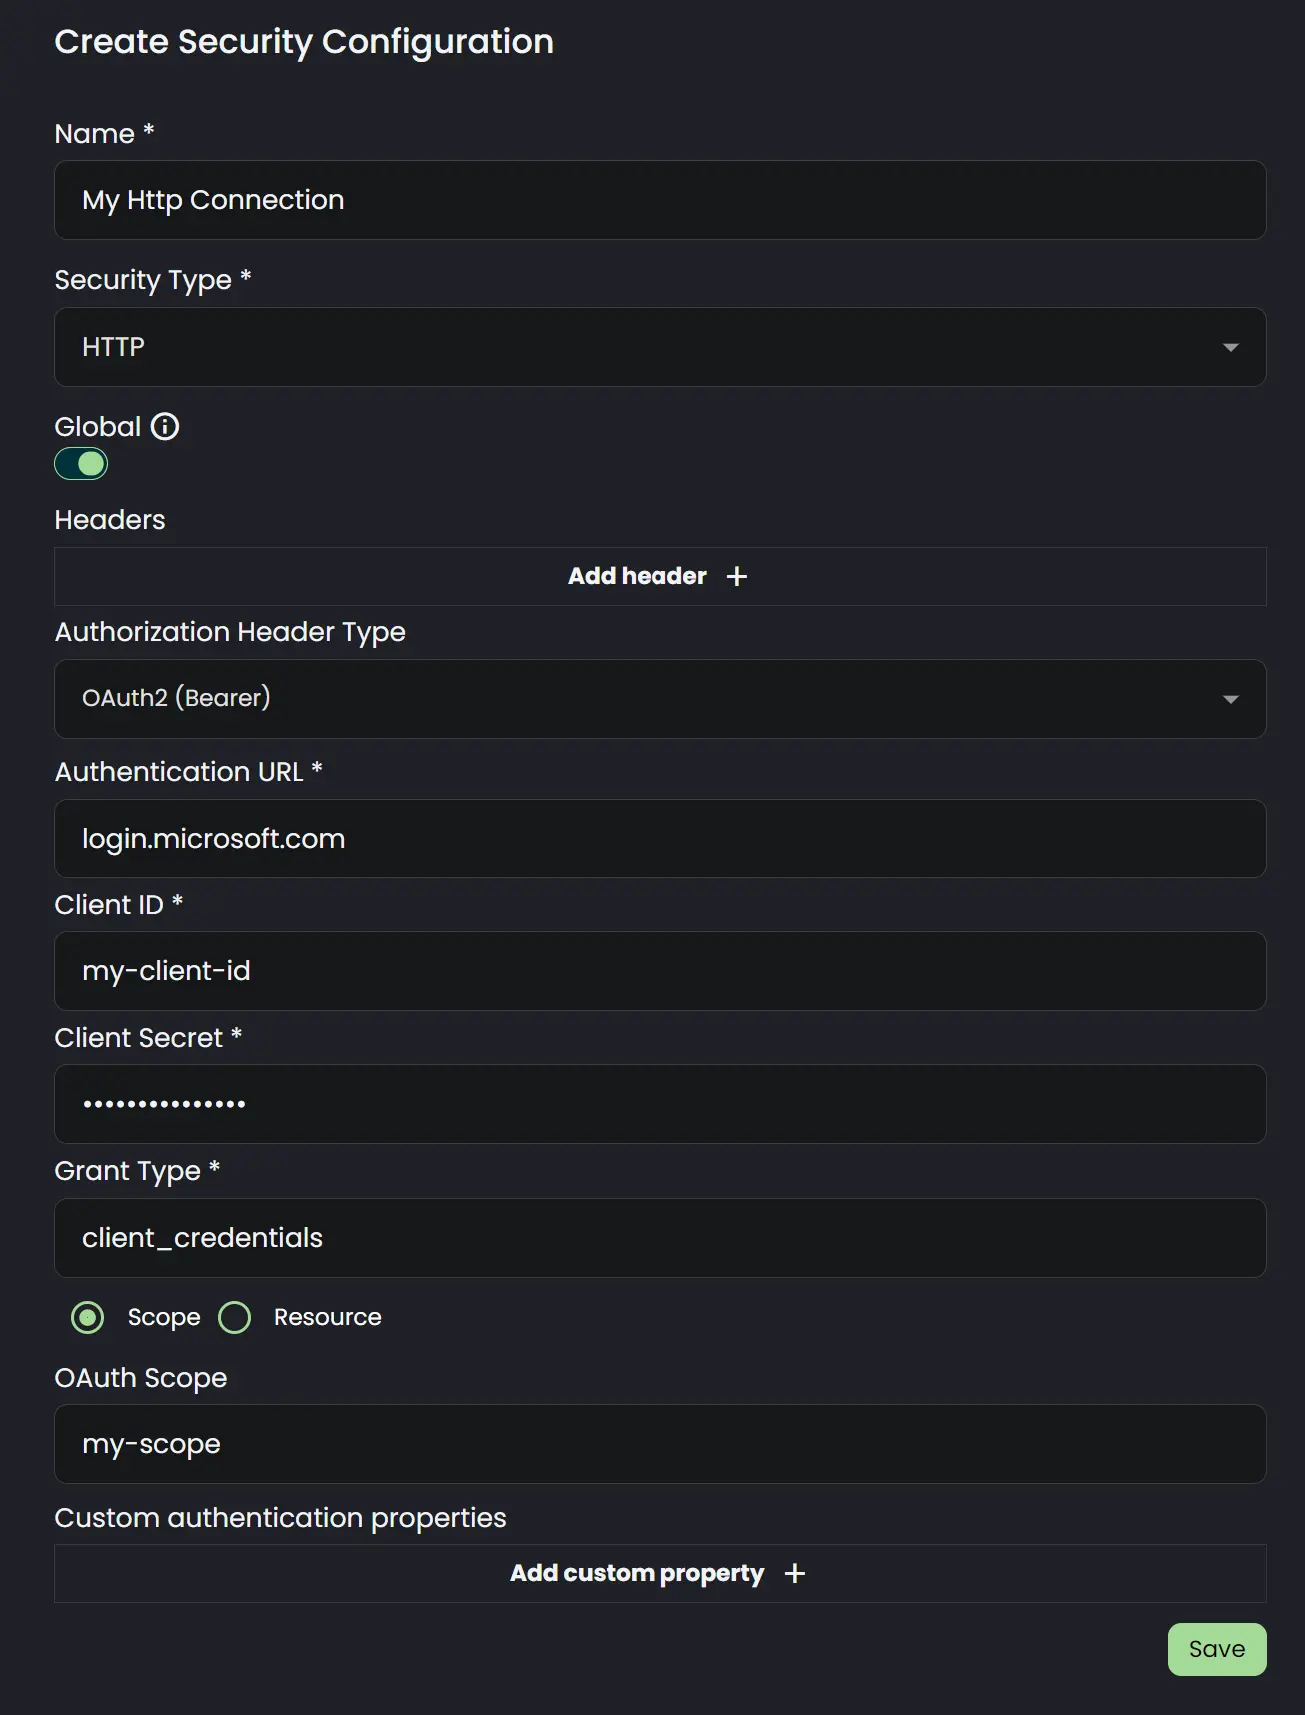 Create Security Configuration
Name *
My Http Connection
Security Type *
HTTP
Global
Headers
Add header +
Authorization Header Type
OAuth2 (Bearer)
Authentication URL *
login.microsoft.com
Client ID *
my-client-id
Client Secret *
•••••••••••••••
Grant Type *
client_credentials
Scope Resource
OAuth Scope
my-scope
Custom authentication properties
Add custom property +
Save